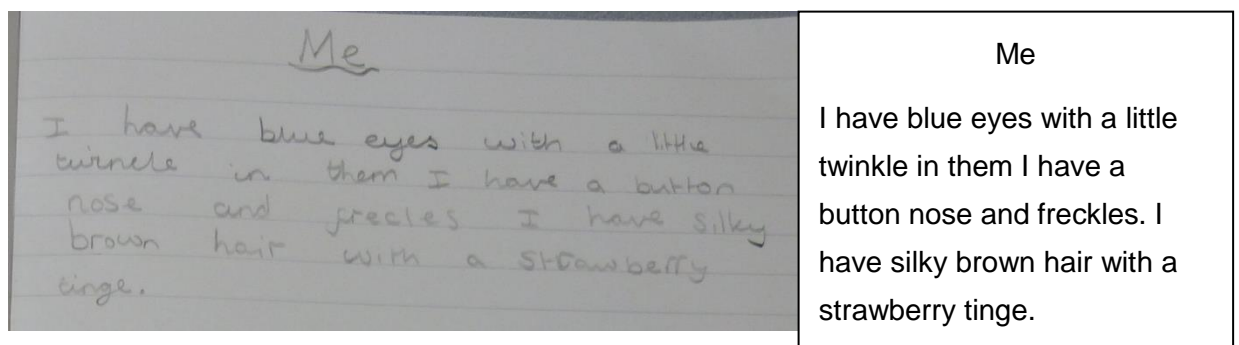 Me
I have blue eyes with a little
twincle in them I have a button
nose and frecles I have silky
brown hair with a strawberry
tinge.
Me
I have blue eyes with a little
twinkle in them I have a
button nose and freckles. I
have silky brown hair with a
strawberry tinge.